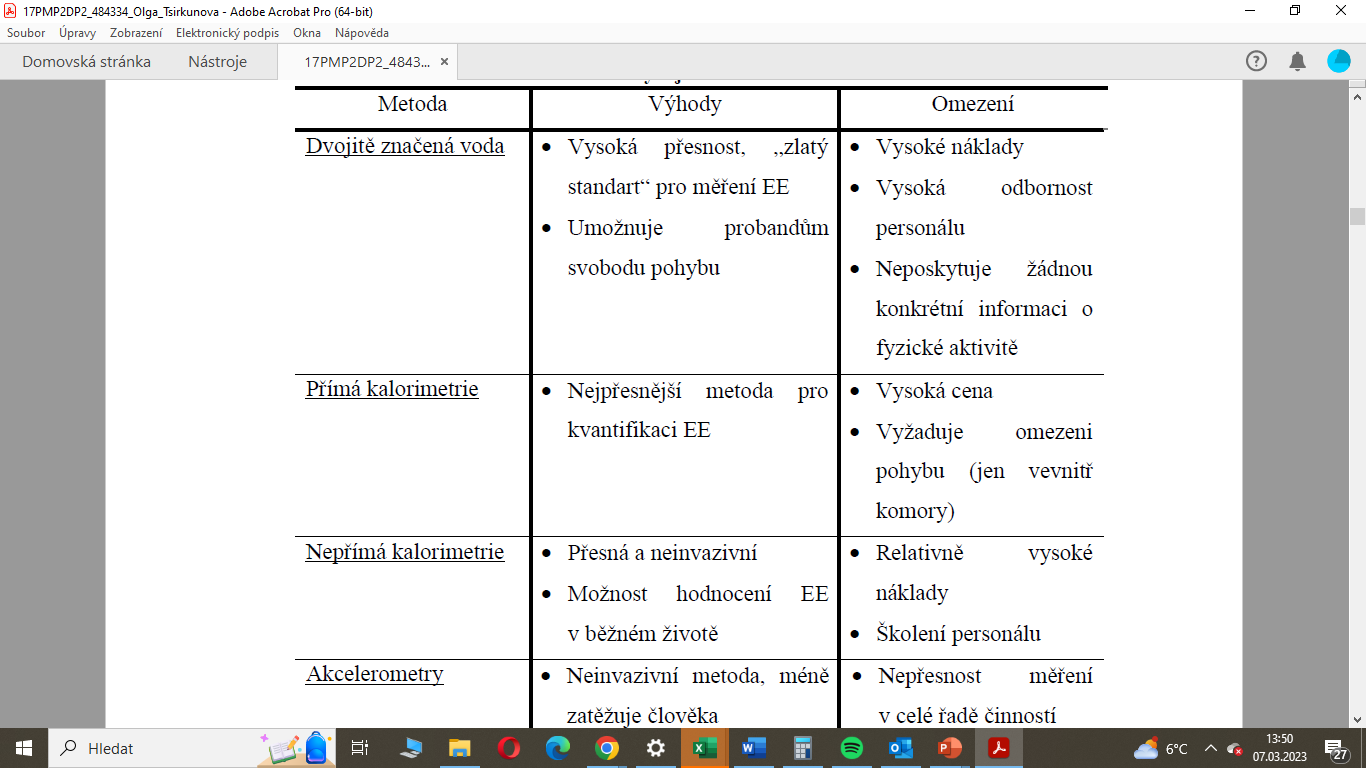 17PMP2DP2_484334_Olga_Tsirkunova - Adobe Acrobat Pro (64-bit)
Soubor Úpravy Zobrazení Elektronický podpis Okna Nápověda
Domovská stránka Nástroje 17PMP2DP2_4843... ×
Metoda Výhody Omezení
Dvojitě značená voda
• Vysoká přesnost, ,,zlatý
standart“ pro měření EE
• Umožnuje probandům
svobodu pohybu
• Vysoké náklady
• Vysoká odbornost
personálu
• Neposkytuje žádnou
konkrétní informaci o
fyzické aktivitě
Přímá kalorimetrie
• Nejpřesnější metoda pro
kvantifikaci EE
• Vysoká cena
• Vyžaduje omezeni
pohybu (jen vevnitř
komory)
Nepřímá kalorimetrie
• Přesná a neinvazivní
• Možnost hodnocení EE
v běžném životě
• Relativně vysoké
náklady
• Školení personálu
Akcelerometry
• Neinvazivní metoda, méně
zatěžuje člověka
• Nepřesnost měření
v celé řadě činností
Hledat
6°C
13:50
07.03.2023
27